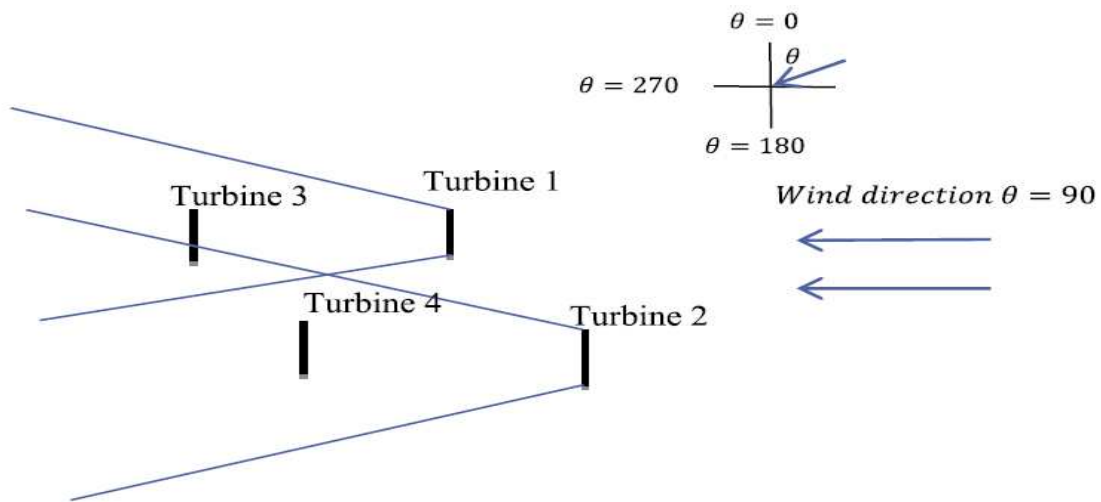 θ = 0
θ
θ = 270
θ = 180
Turbine 3
Turbine 1
Wind direction θ = 90
Turbine 4
Turbine 2